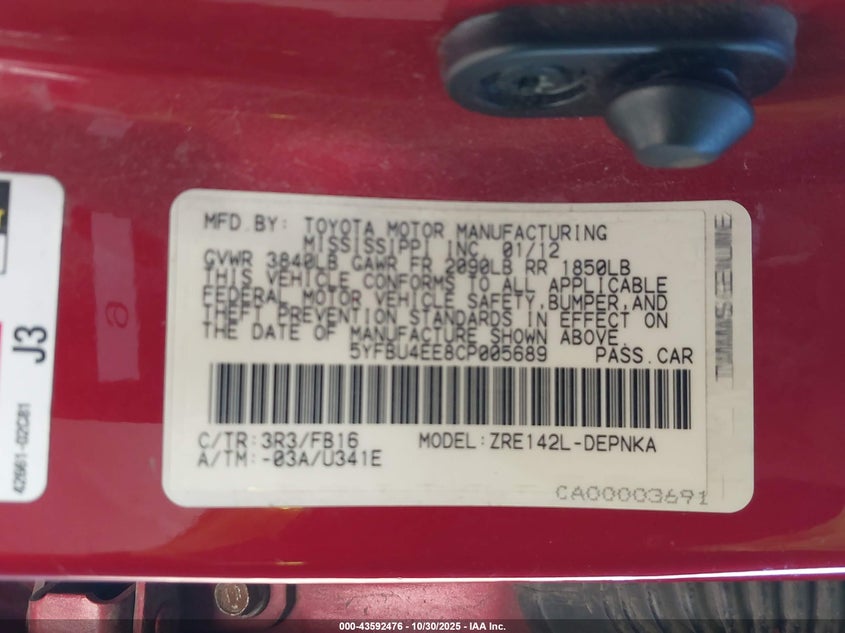 MFD.BY: TOYOTA MOTOR MANUFACTURING
MISSISSIPPI INC 01/12
GVWR 3840LB GAWR FR 2090LB RR 1850LB
THIS VEHICLE CONFORMS TO ALL APPLICABLE
FEDERAL MOTOR VEHICLE SAFETY,BUMPER,AND
THEFT PREVENTION STANDARDS IN EFFECT ON
THE DATE OF MANUFACTURE SHOWN ABOVE.
5YFBU4EE8CP005689 PASS.CAR
C/TR:3R3/FB16 MODEL:ZRE142L-DEPNKA
A/TM:-03A/U341E
CA00003691
J3
42661-02C81
000-43592476 • 10/30/2025 • IAA Inc.